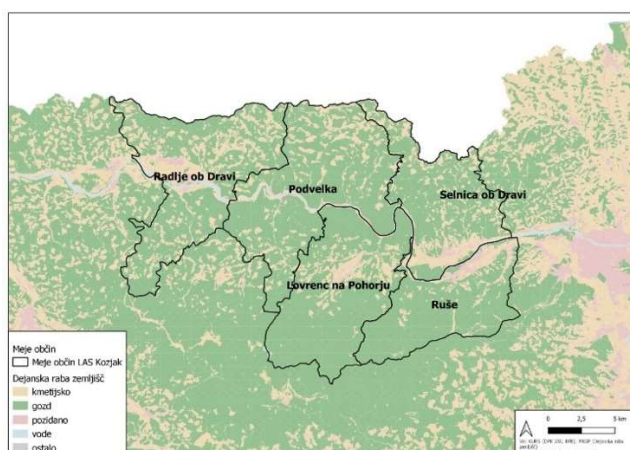 Radlje ob Dravi
Podvelka
Selnica ob Dravi
Lovrenc na Pohorju
Ruše
Meje občin
Meje občin LAS Kozjak
Dejanska raba zemljišč
kmetijsko
gozd
pozidano
vode
ostalo
0 2,5 5 km